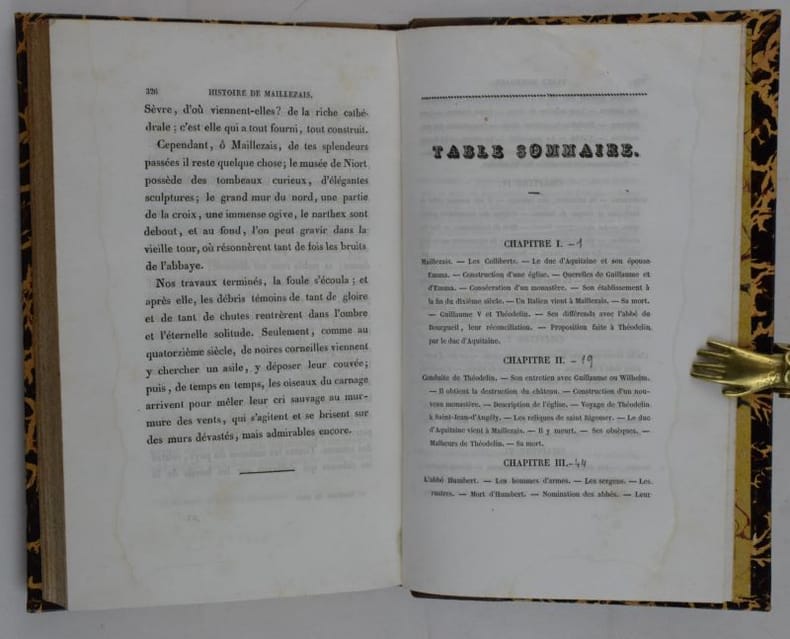 326 HISTOIRE DE MAILLEZAIS.
Sèvre, d'où viennent-elles? de la riche cathé-
drale ; c'est elle qui a tout fourni, tout construit.
Cependant, ô Maillezais, de tes splendeurs
passées il reste quelque chose; le musée de Niort
possède des tombeaux curieux, d'élégantes
sculptures; le grand mur du nord, une partie
de la croix, une immense ogive, le narthex sont
debout, et au fond, l'on peut gravir dans la
vieille tour, où résonnèrent tant de fois les bruits
de l'abbaye.
Nos travaux terminés, la foule s'écoula ; et
après elle, les débris témoins de tant de gloire
et de tant de chutes rentrèrent dans l'ombre
et l'éternelle solitude. Seulement, comme au
quatorzième siècle, de noires corneilles viennent
y chercher un asile, y déposer leur couvée;
puis, de temps en temps, les oiseaux du carnage
arrivent pour mêler leur cri sauvage au mur-
mure des vents, qui s'agitent et se brisent sur
des murs dévastés, mais admirables encore.
TABLE SOMMAIRE.
CHAPITRE I. - 1
Maillezais. — Les Colliberts. — Le duc d'Aquitaine et son épouse
Emma. — Construction d'une église. — Querelles de Guillaume et
d'Emma. — Consécration d'un monastère. — Son établissement à
la fin du dixième siècle. — Un Italien vient à Maillezais. — Sa mort.
— Guillaume V et Théodelin. — Ses différends avec l'abbé du
Bourgueil, leur réconciliation. — Proposition faite à Théodelin
par le duc d'Aquitaine.
CHAPITRE II. - 19
Conduite de Théodelin. — Son entretien avec Guillaume ou Wilhelm.
— Il obtient la destruction du château. — Construction d'un nou-
veau monastère. — Description de l'église. — Voyage de Théodelin
à Saint-Jean-d'Angély. — Les reliques de saint Rigomer. — Le duc
d'Aquitaine vient à Maillezais. — Il y meurt. — Ses obsèques. —
Malheurs de Théodelin. — Sa mort.
CHAPITRE III. - 44
L'abbé Humbert. — Les hommes d'armes. — Les sergens. — Les
routiers. — Mort d'Humbert. — Nomination des abbés. — Leur